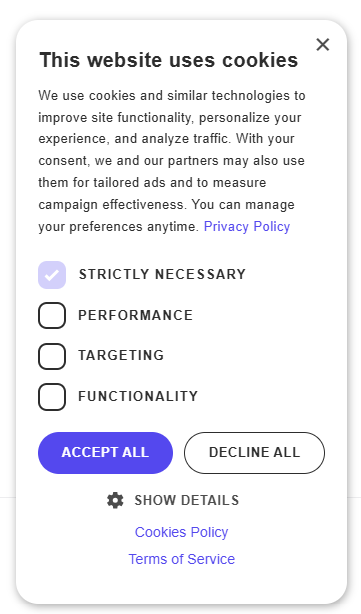 This website uses cookies
We use cookies and similar technologies to
improve site functionality, personalize your
experience, and analyze traffic. With your
consent, we and our partners may also use
them for tailored ads and to measure
campaign effectiveness. You can manage
your preferences anytime. Privacy Policy
STRICTLY NECESSARY
PERFORMANCE
TARGETING
FUNCTIONALITY
ACCEPT ALL DECLINE ALL
SHOW DETAILS
Cookies Policy
Terms of Service